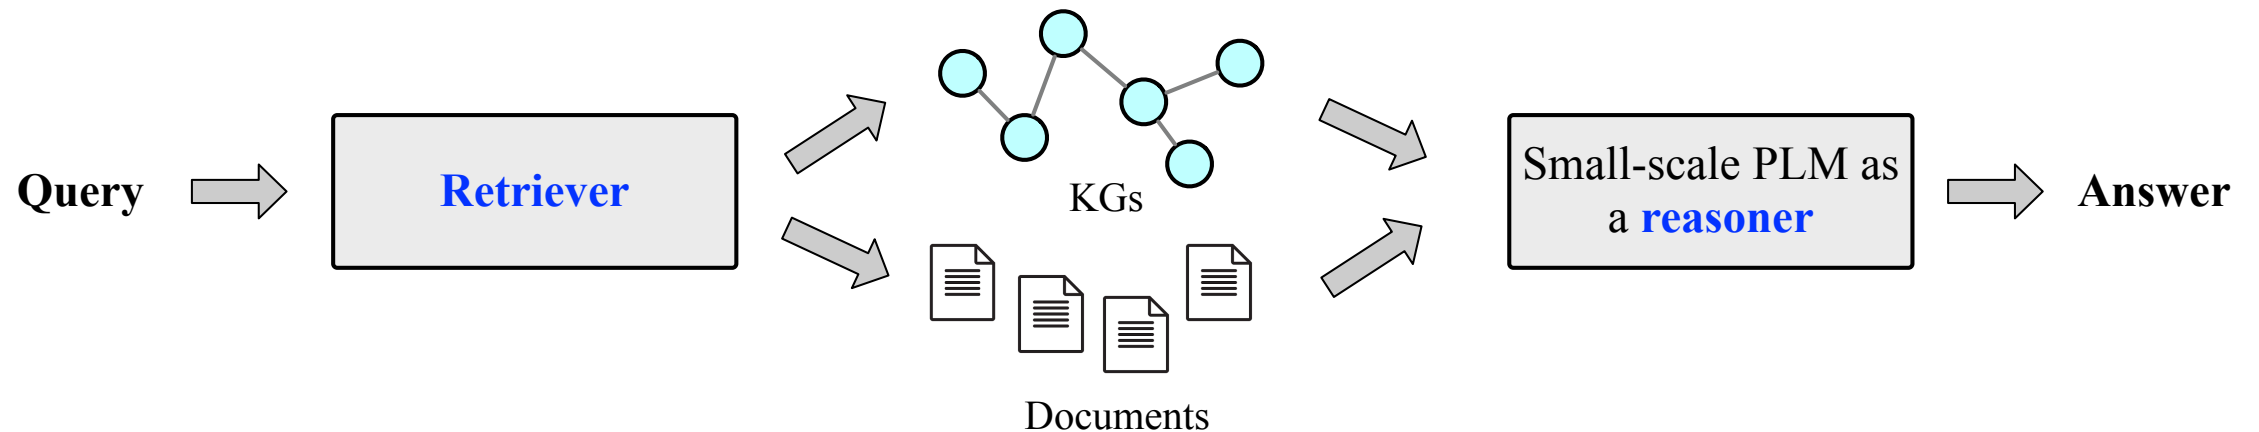 Query
Retriever
KGs
Documents
Small-scale PLM as
a reasoner
Answer